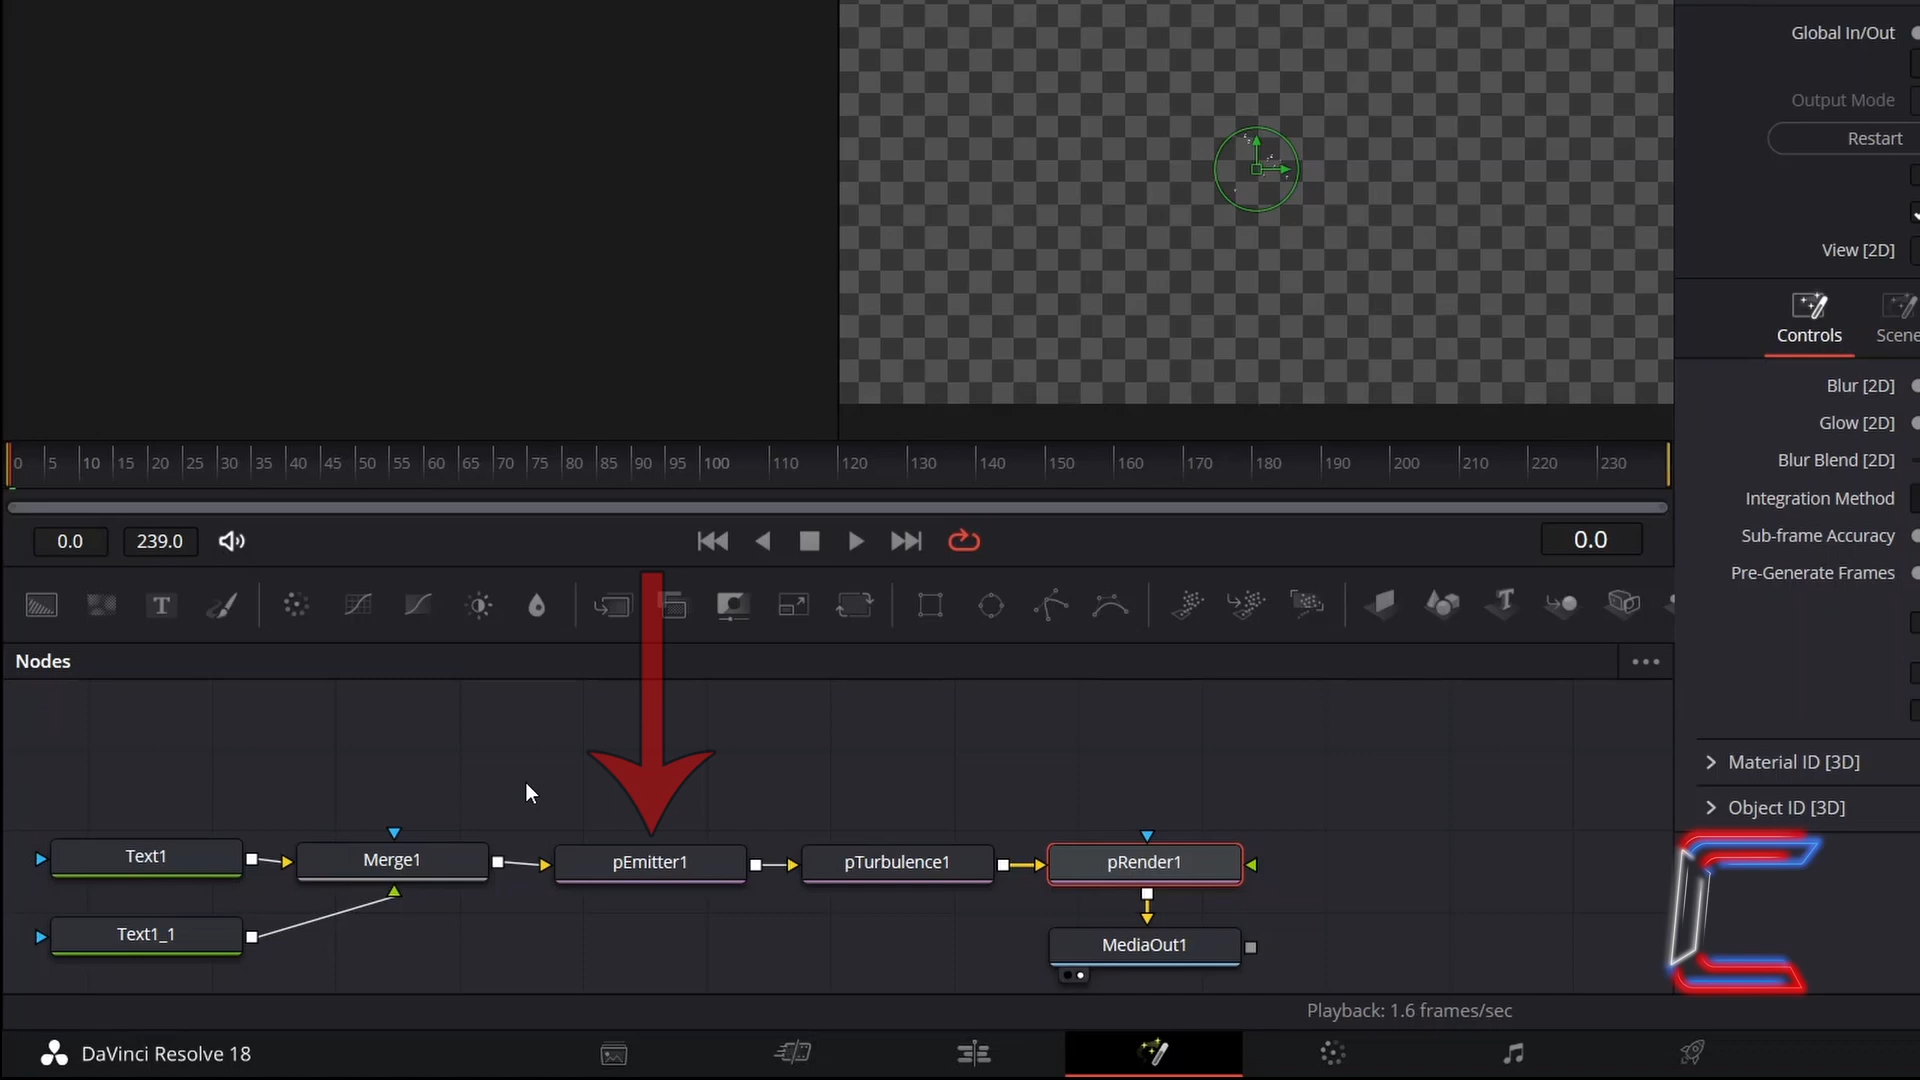 Global In/Out
Output Mode
Restart
View [2D]
Controls
Scene
Blur [2D]
Glow [2D]
Blur Blend [2D]
Integration Method
Sub-frame Accuracy
Pre-Generate Frames
0 5 10 15 20 25 30 35 40 45 50 55 60 65 70 75 80 85 90 95 100 110 120 130 140 150 160 170 180 190 200 210 220 230
0.0 239.0 0.0
T T
Nodes
Material ID [3D]
Object ID [3D]
Text1 Merge1 pEmitter1 pTurbulence1 pRender1
Text1_1 MediaOut1
Playback: 1.6 frames/sec
DaVinci Resolve 18